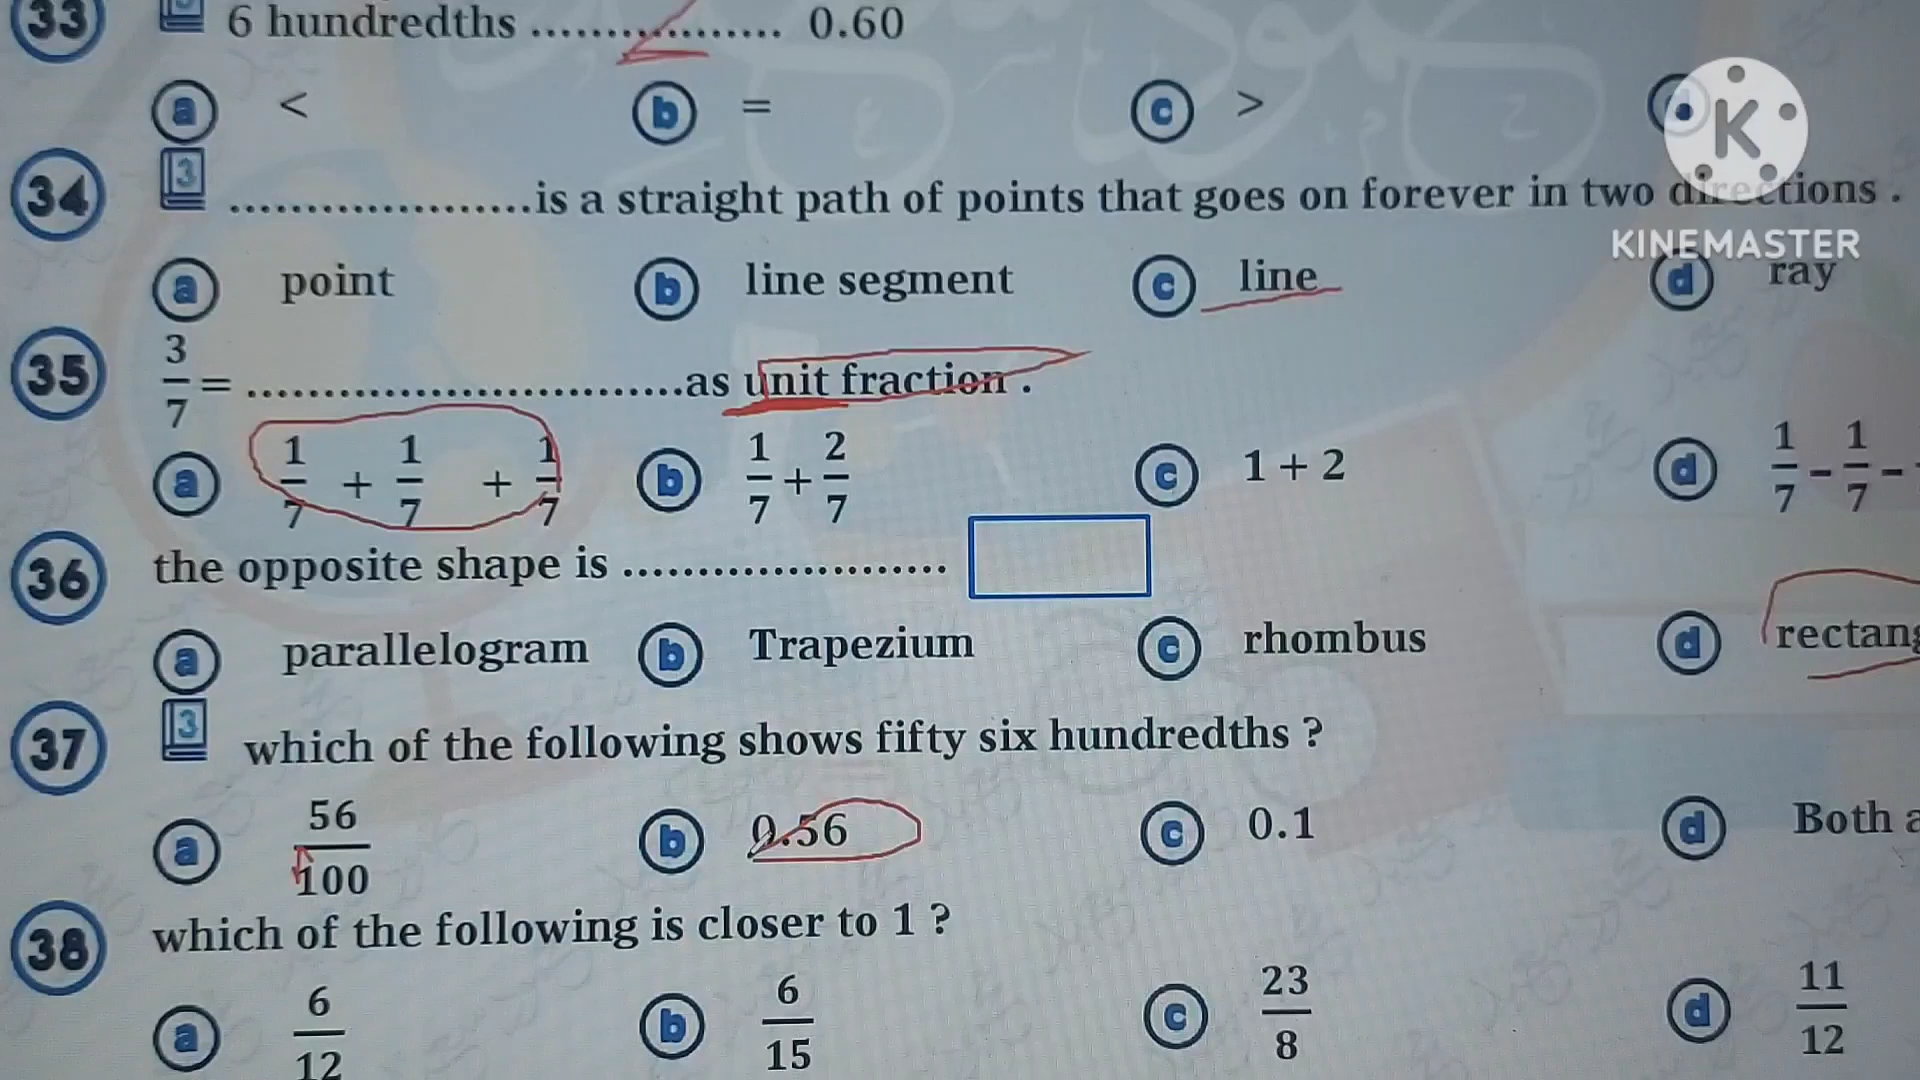 33 6 hundredths .................. 0.60
a < b = c >
34 3 ....................is a straight path of points that goes on forever in two directions .
a point b line segment c line d ray
35 3/7 = .............................as unit fraction .
a 1/7 + 1/7 + 1/7 b 1/7 + 2/7 c 1 + 2 d 1/7 - 1/7 -
36 the opposite shape is ......................
a parallelogram b Trapezium c rhombus d rectang
37 3 which of the following shows fifty six hundredths ?
a 56/100 b 0.56 c 0.1 d Both a
38 which of the following is closer to 1 ?
a 6/12 b 6/15 c 23/8 d 11/12
K
KINEMASTER